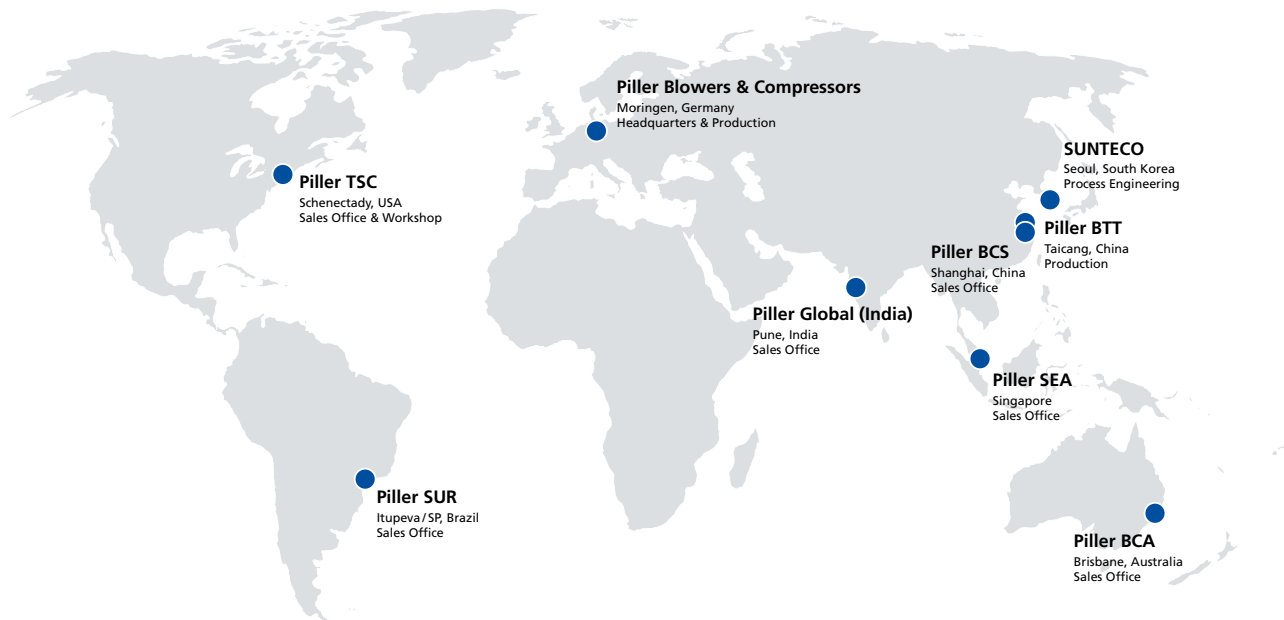 Piller Blowers & Compressors
Moringen, Germany
Headquarters & Production
SUNTECO
Seoul, South Korea
Process Engineering
Piller TSC
Schenectady, USA
Sales Office & Workshop
Piller BTT
Taicang, China
Production
Piller BCS
Shanghai, China
Sales Office
Piller Global (India)
Pune, India
Sales Office
Piller SEA
Singapore
Sales Office
Piller SUR
Itupeva/SP, Brazil
Sales Office
Piller BCA
Brisbane, Australia
Sales Office